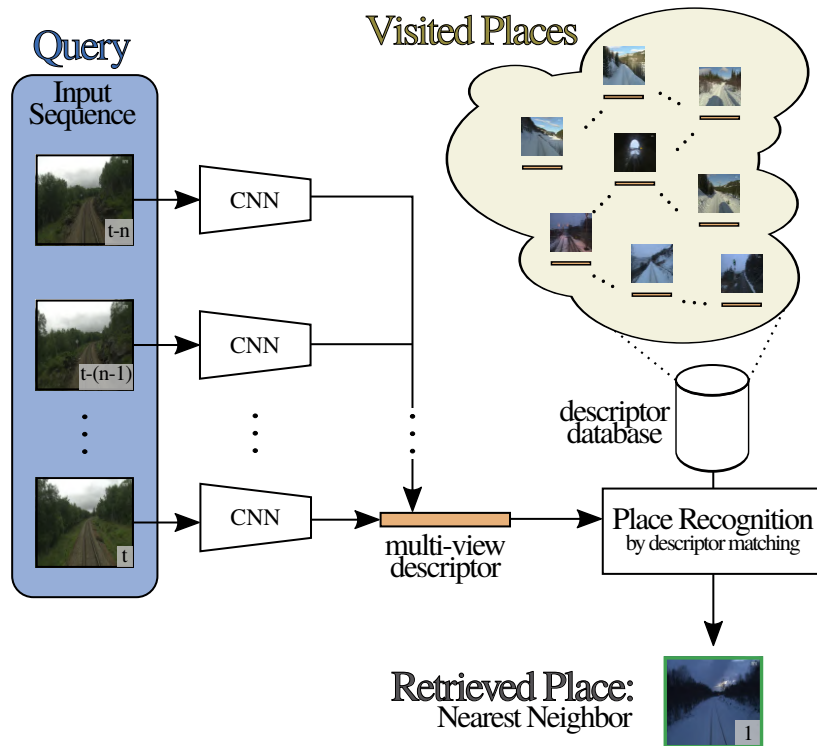 Query
Visited Places
Input
Sequence
t-n
CNN
t-(n-1)
CNN
descriptor
database
t
CNN
multi-view
descriptor
Place Recognition
by descriptor matching
Retrieved Place:
Nearest Neighbor
1